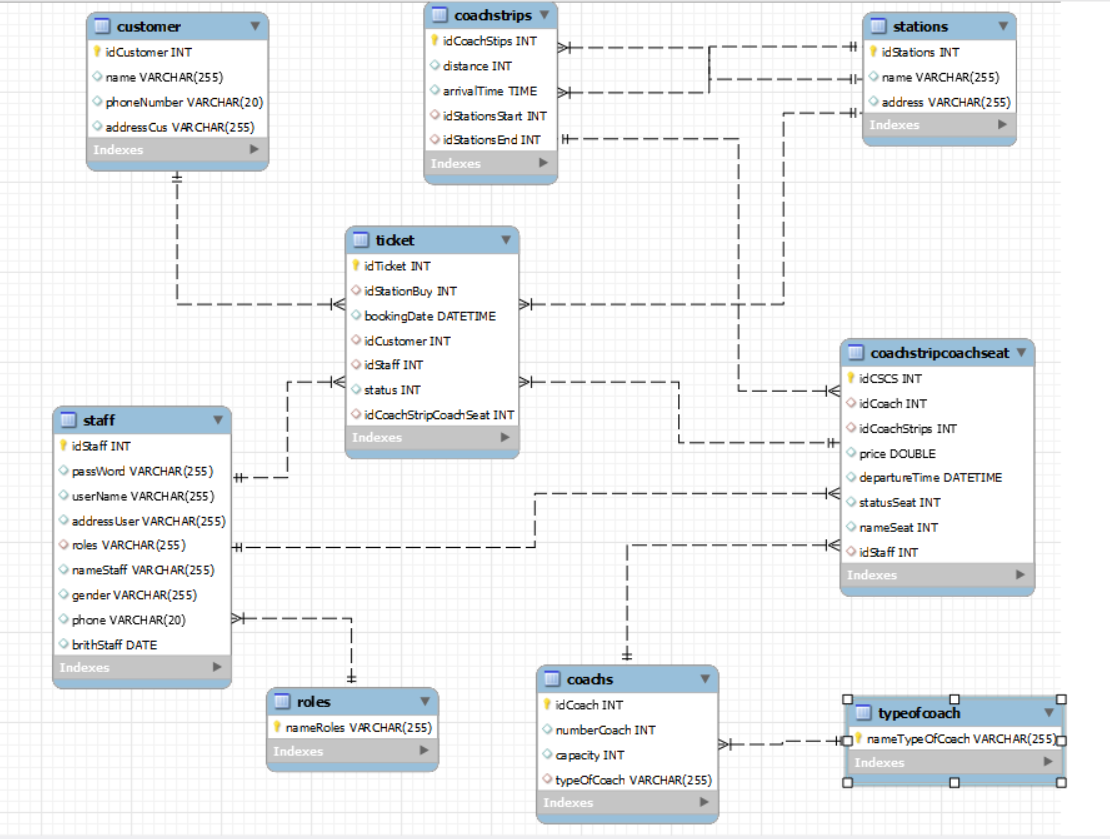 customer
idCustomer INT
name VARCHAR(255)
phoneNumber VARCHAR(20)
addressCus VARCHAR(255)
Indexes
coachstrips
idCoachStips INT
distance INT
arrivalTime TIME
idStationsStart INT
idStationsEnd INT
Indexes
stations
idStations INT
name VARCHAR(255)
address VARCHAR(255)
Indexes
ticket
idTicket INT
idStationBuy INT
bookingDate DATETIME
idCustomer INT
idStaff INT
status INT
idCoachStripCoachSeat INT
Indexes
coachstripcoachseat
idCSCS INT
idCoach INT
idCoachStrips INT
price DOUBLE
departureTime DATETIME
statusSeat INT
nameSeat INT
idStaff INT
Indexes
staff
idStaff INT
passWord VARCHAR(255)
userName VARCHAR(255)
addressUser VARCHAR(255)
roles VARCHAR(255)
nameStaff VARCHAR(255)
gender VARCHAR(255)
phone VARCHAR(20)
brithStaff DATE
Indexes
roles
nameRoles VARCHAR(255)
Indexes
coachs
idCoach INT
numberCoach INT
capacity INT
typeOfCoach VARCHAR(255)
Indexes
typeofcoach
nameTypeOfCoach VARCHAR(255)
Indexes